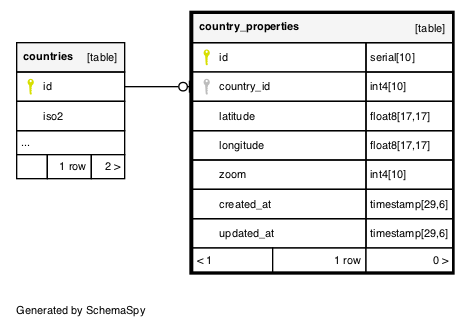 countries [table]
id
iso2
...
1 row 2 >
country_properties [table]
id serial[10]
country_id int4[10]
latitude float8[17,17]
longitude float8[17,17]
zoom int4[10]
created_at timestamp[29,6]
updated_at timestamp[29,6]
< 1 1 row 0 >
Generated by SchemaSpy